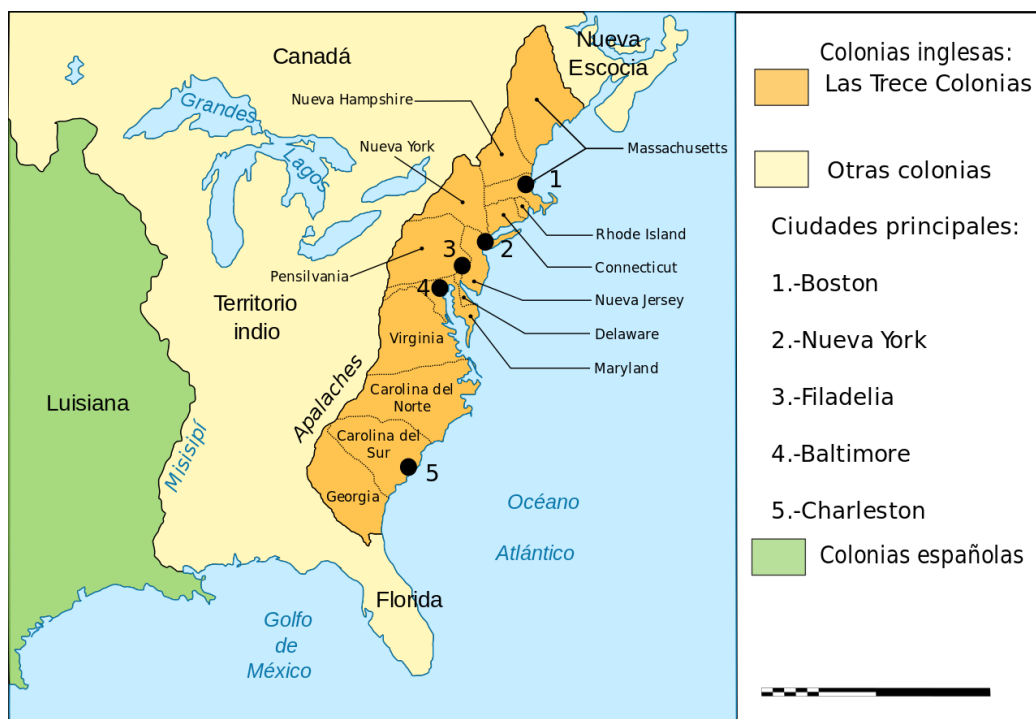 Canadá
Nueva
Escocia
Grandes
Lagos
Nueva Hampshire
Nueva York
Massachusetts
1
Rhode Island
2
3
Connecticut
Pensilvania
4
Nueva Jersey
Territorio
indio
Delaware
Virginia
Maryland
Apalaches
Luisiana
Carolina del
Norte
Misisipí
Carolina del
Sur
5
Georgia
Océano
Atlántico
Florida
Golfo
de
México
Colonias inglesas:
Las Trece Colonias
Otras colonias
Ciudades principales:
1.-Boston
2.-Nueva York
3.-Filadelia
4.-Baltimore
5.-Charleston
Colonias españolas